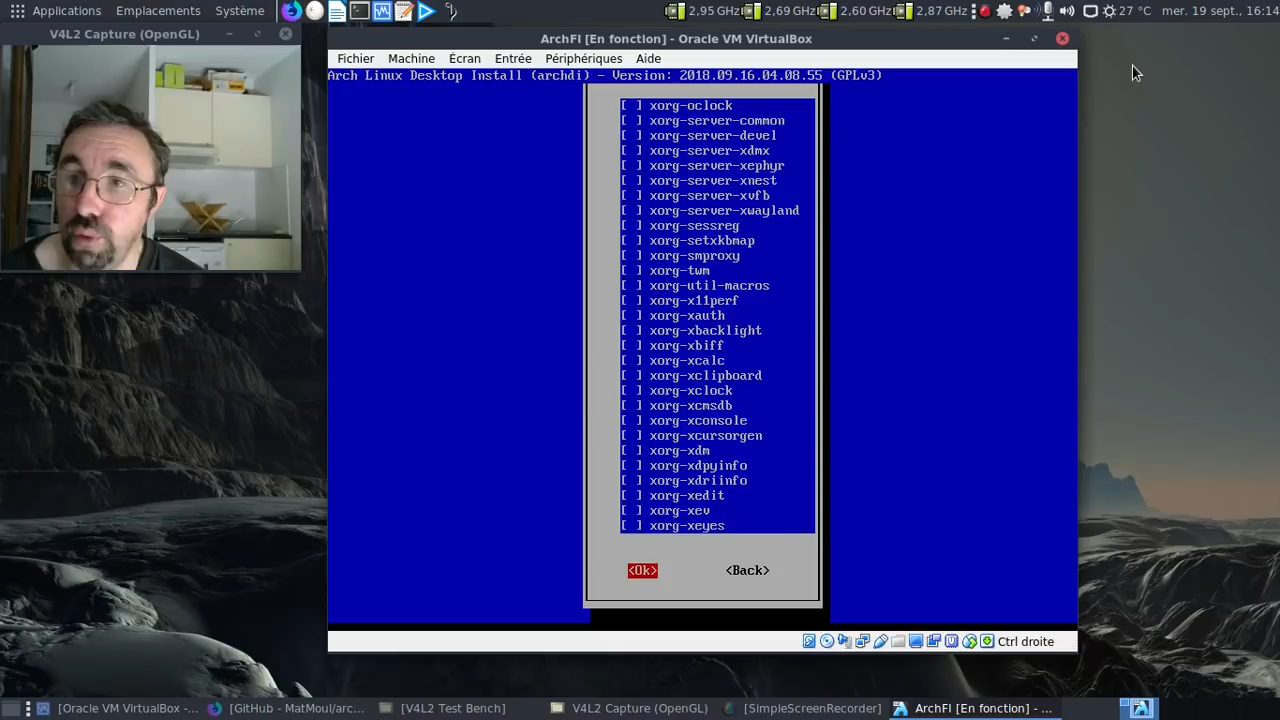 Applications Emplacements Système
2,95 GHz 2,69 GHz 2,60 GHz 2,87 GHz 27 °C mer. 19 sept., 16:14
V4L2 Capture (OpenGL)
ArchFI [En fonction] - Oracle VM VirtualBox
Fichier Machine Écran Entrée Périphériques Aide
Arch Linux Desktop Install (archdi) - Version: 2018.09.16.04.08.55 (GPLv3)
[ ] xorg-oclock
[ ] xorg-server-common
[ ] xorg-server-devel
[ ] xorg-server-xdmx
[ ] xorg-server-xephyr
[ ] xorg-server-xnest
[ ] xorg-server-xvfb
[ ] xorg-server-xwayland
[ ] xorg-sessreg
[ ] xorg-setxkbmap
[ ] xorg-smproxy
[ ] xorg-twm
[ ] xorg-util-macros
[ ] xorg-x11perf
[ ] xorg-xauth
[ ] xorg-xbacklight
[ ] xorg-xbiff
[ ] xorg-xcalc
[ ] xorg-xclipboard
[ ] xorg-xclock
[ ] xorg-xcmsdb
[ ] xorg-xconsole
[ ] xorg-xcursorgen
[ ] xorg-xdm
[ ] xorg-xdpyinfo
[ ] xorg-xdriinfo
[ ] xorg-xedit
[ ] xorg-xev
[ ] xorg-xeyes
<Ok> <Back>
Ctrl droite
[Oracle VM VirtualBox -... [GitHub - MatMoul/arc... [V4L2 Test Bench] V4L2 Capture (OpenGL) [SimpleScreenRecorder] ArchFI [En fonction] - ...